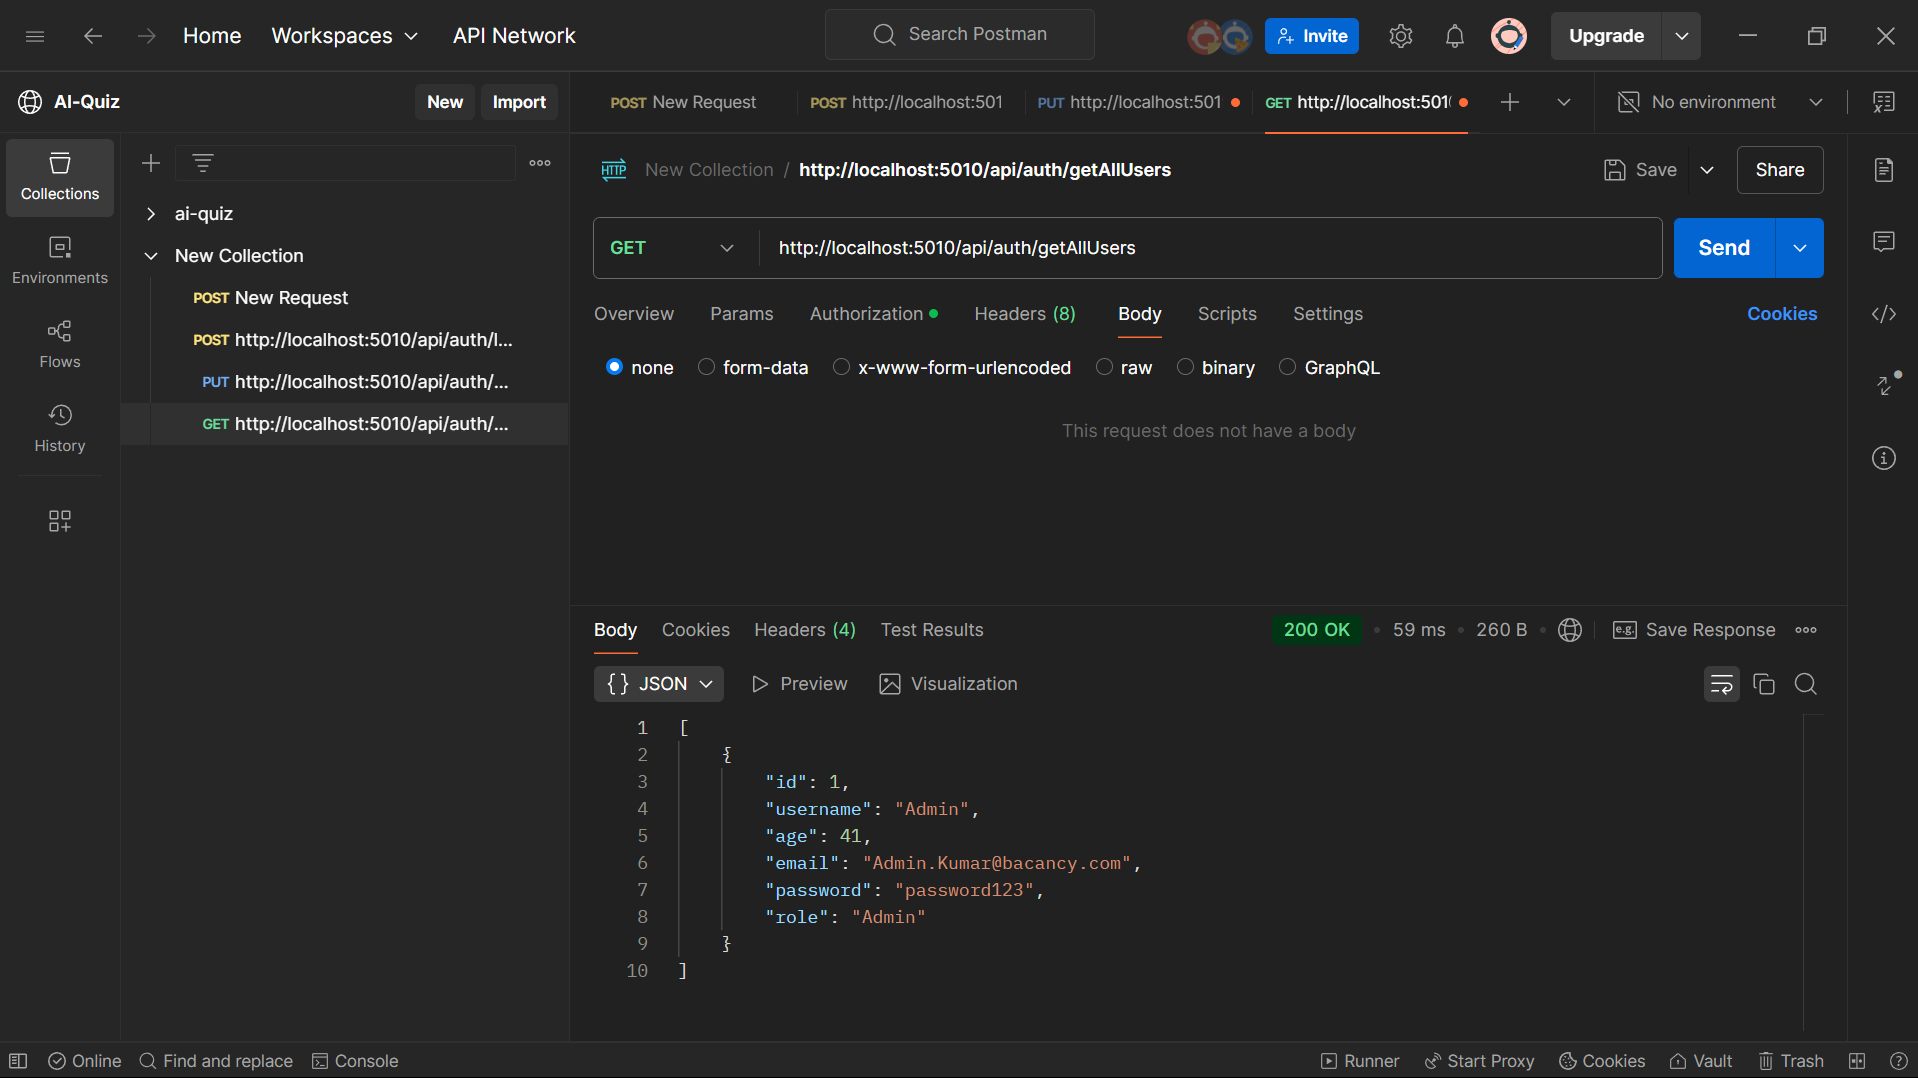 Home
Workspaces
API Network
Search Postman
Invite
Upgrade
AI-Quiz
New
Import
POST New Request
POST http://localhost:501
PUT http://localhost:501
GET http://localhost:501
No environment
Collections
Environments
Flows
History
ai-quiz
New Collection
POST New Request
POST http://localhost:5010/api/auth/l...
PUT http://localhost:5010/api/auth/...
GET http://localhost:5010/api/auth/...
HTTP
New Collection / http://localhost:5010/api/auth/getAllUsers
Save
Share
GET
http://localhost:5010/api/auth/getAllUsers
Send
Overview
Params
Authorization
Headers (8)
Body
Scripts
Settings
Cookies
none
form-data
x-www-form-urlencoded
raw
binary
GraphQL
This request does not have a body
Body
Cookies
Headers (4)
Test Results
200 OK
59 ms
260 B
e.g.
Save Response
{} JSON
Preview
Visualization
1 [
2 {
3 "id": 1,
4 "username": "Admin",
5 "age": 41,
6 "email": "Admin.Kumar@bacancy.com",
7 "password": "password123",
8 "role": "Admin"
9 }
10 ]
Online
Find and replace
Console
Runner
Start Proxy
Cookies
Vault
Trash